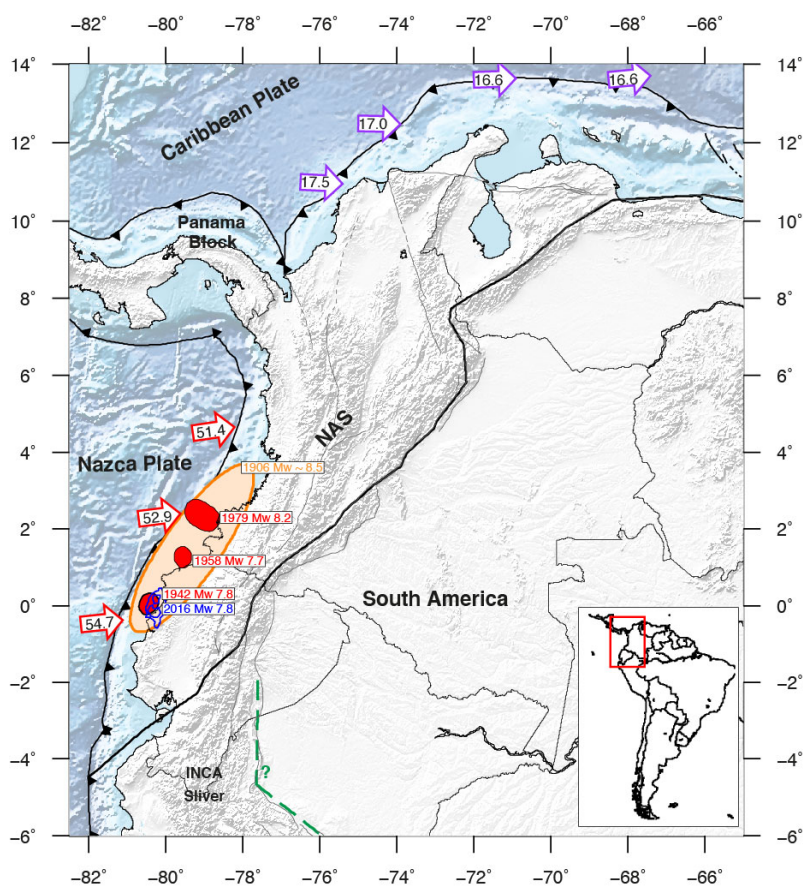 −82° −80° −78° −76° −74° −72° −70° −68° −66°
14°
16.6
16.6
Caribbean Plate
17.0
12°
17.5
10°
Panama
Block
8°
6°
51.4
NAS
4°
Nazca Plate
1906 Mw ~ 8.5
52.9
1979 Mw 8.2
2°
1958 Mw 7.7
1942 Mw 7.8
2016 Mw 7.8
South America
0°
54.7
−2°
−4°
?
INCA
Sliver
−6°
14°
12°
10°
8°
6°
4°
2°
0°
−2°
−4°
−6°
−82° −80° −78° −76° −74° −72° −70° −68° −66°